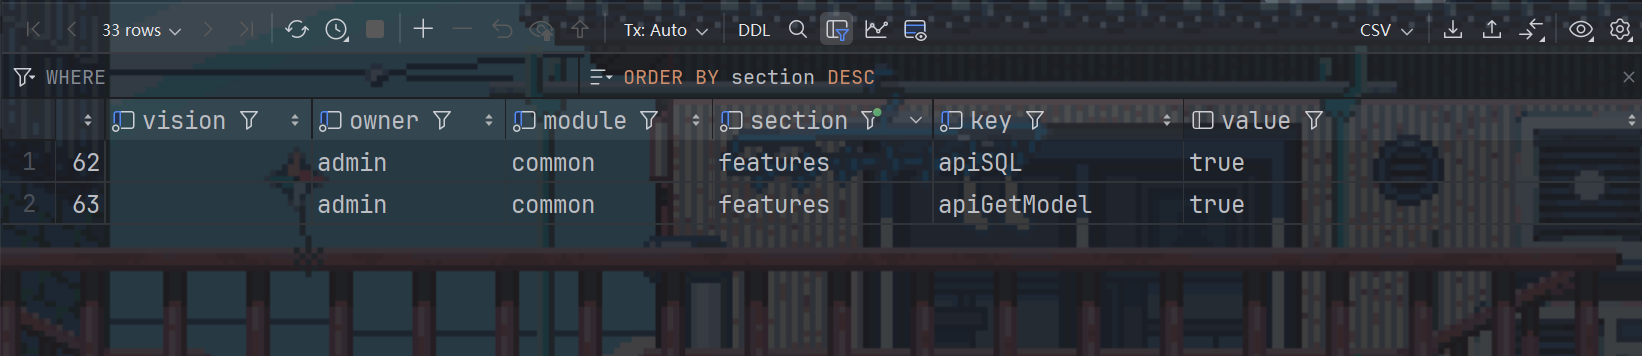 33 rows Tx: Auto DDL CSV
WHERE ORDER BY section DESC
vision owner module section key value
1 62 admin common features apiSQL true
2 63 admin common features apiGetModel true